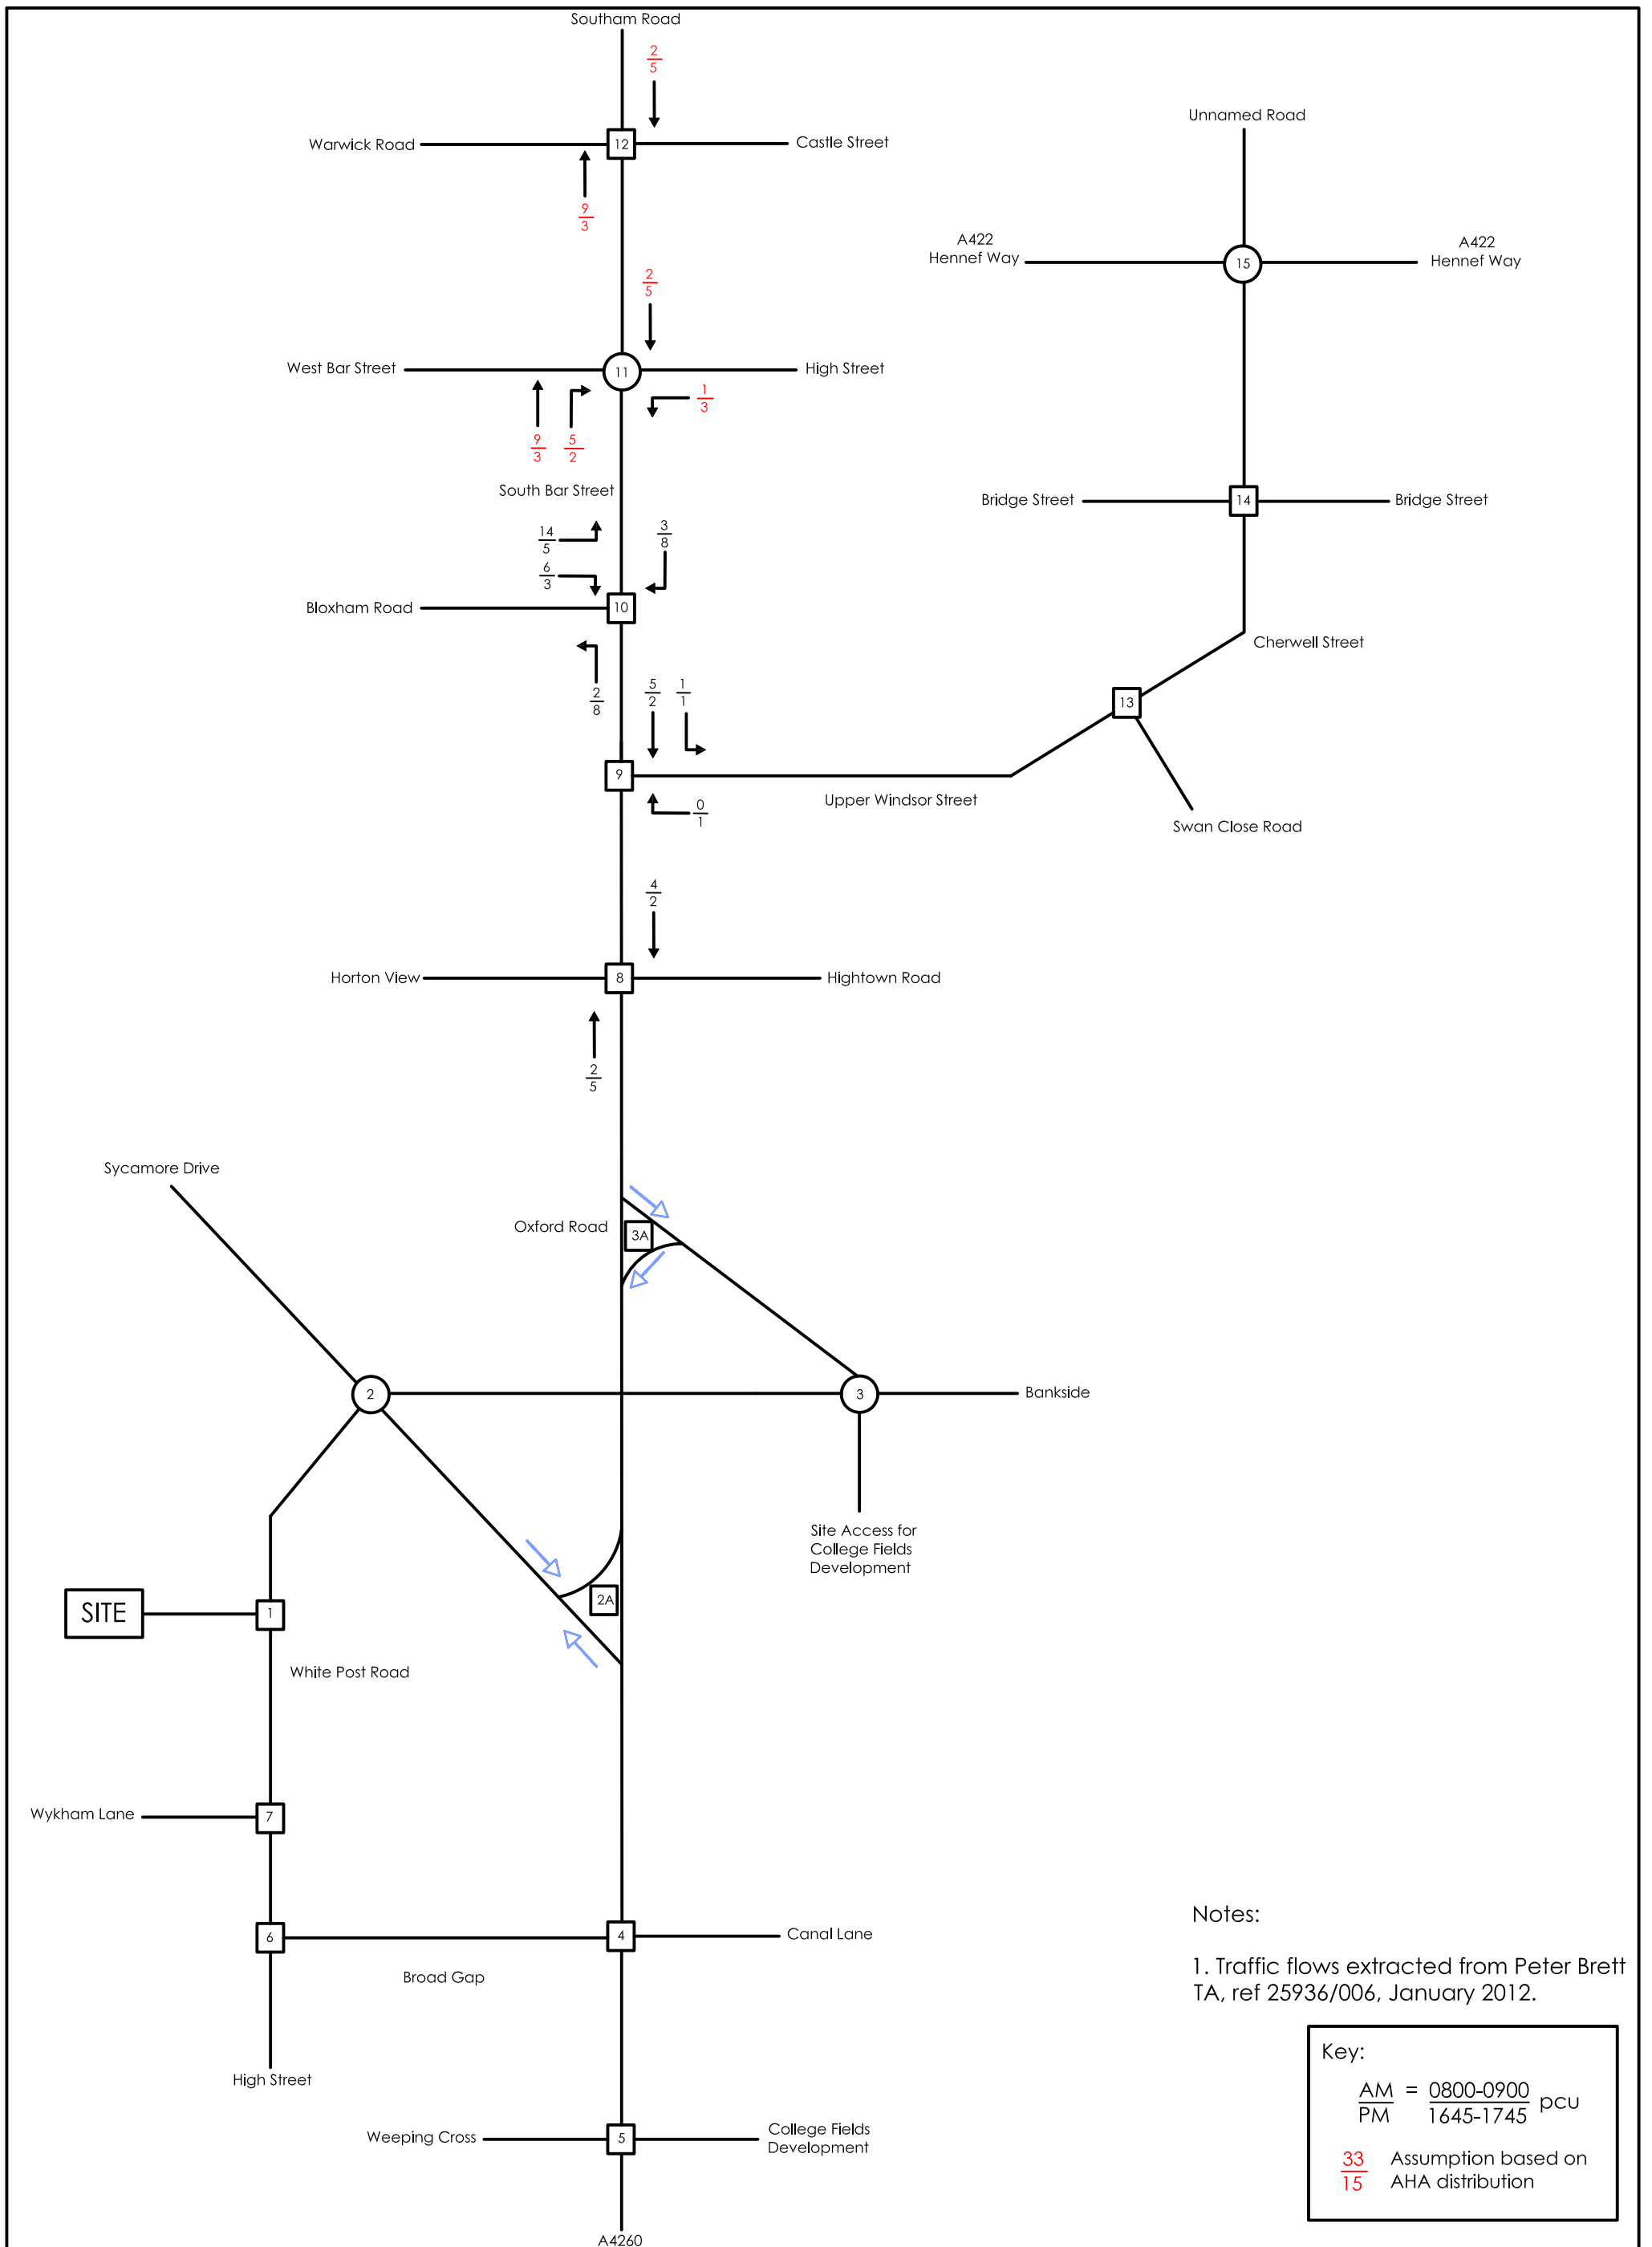 Southam Road
2
5
Unnamed Road
Warwick Road
12
Castle Street
9
3
A422
Hennef Way
15
A422
Hennef Way
2
5
West Bar Street
11
High Street
1
3
9
3
5
2
South Bar Street
Bridge Street
14
Bridge Street
14
5
3
8
6
3
Bloxham Road
10
Cherwell Street
2
8
5
2
1
1
13
9
Upper Windsor Street
0
1
Swan Close Road
4
2
Horton View
8
Hightown Road
2
5
Sycamore Drive
Oxford Road
3A
2
3
Bankside
Site Access for
College Fields
Development
SITE
1
2A
White Post Road
Wykham Lane
7
6
4
Canal Lane
Broad Gap
High Street
Weeping Cross
5
College Fields
Development
A4260
Notes:
1. Traffic flows extracted from Peter Brett
TA, ref 25936/006, January 2012.
Key:
AM = 0800-0900 pcu
PM 1645-1745
33 Assumption based on
15 AHA distribution